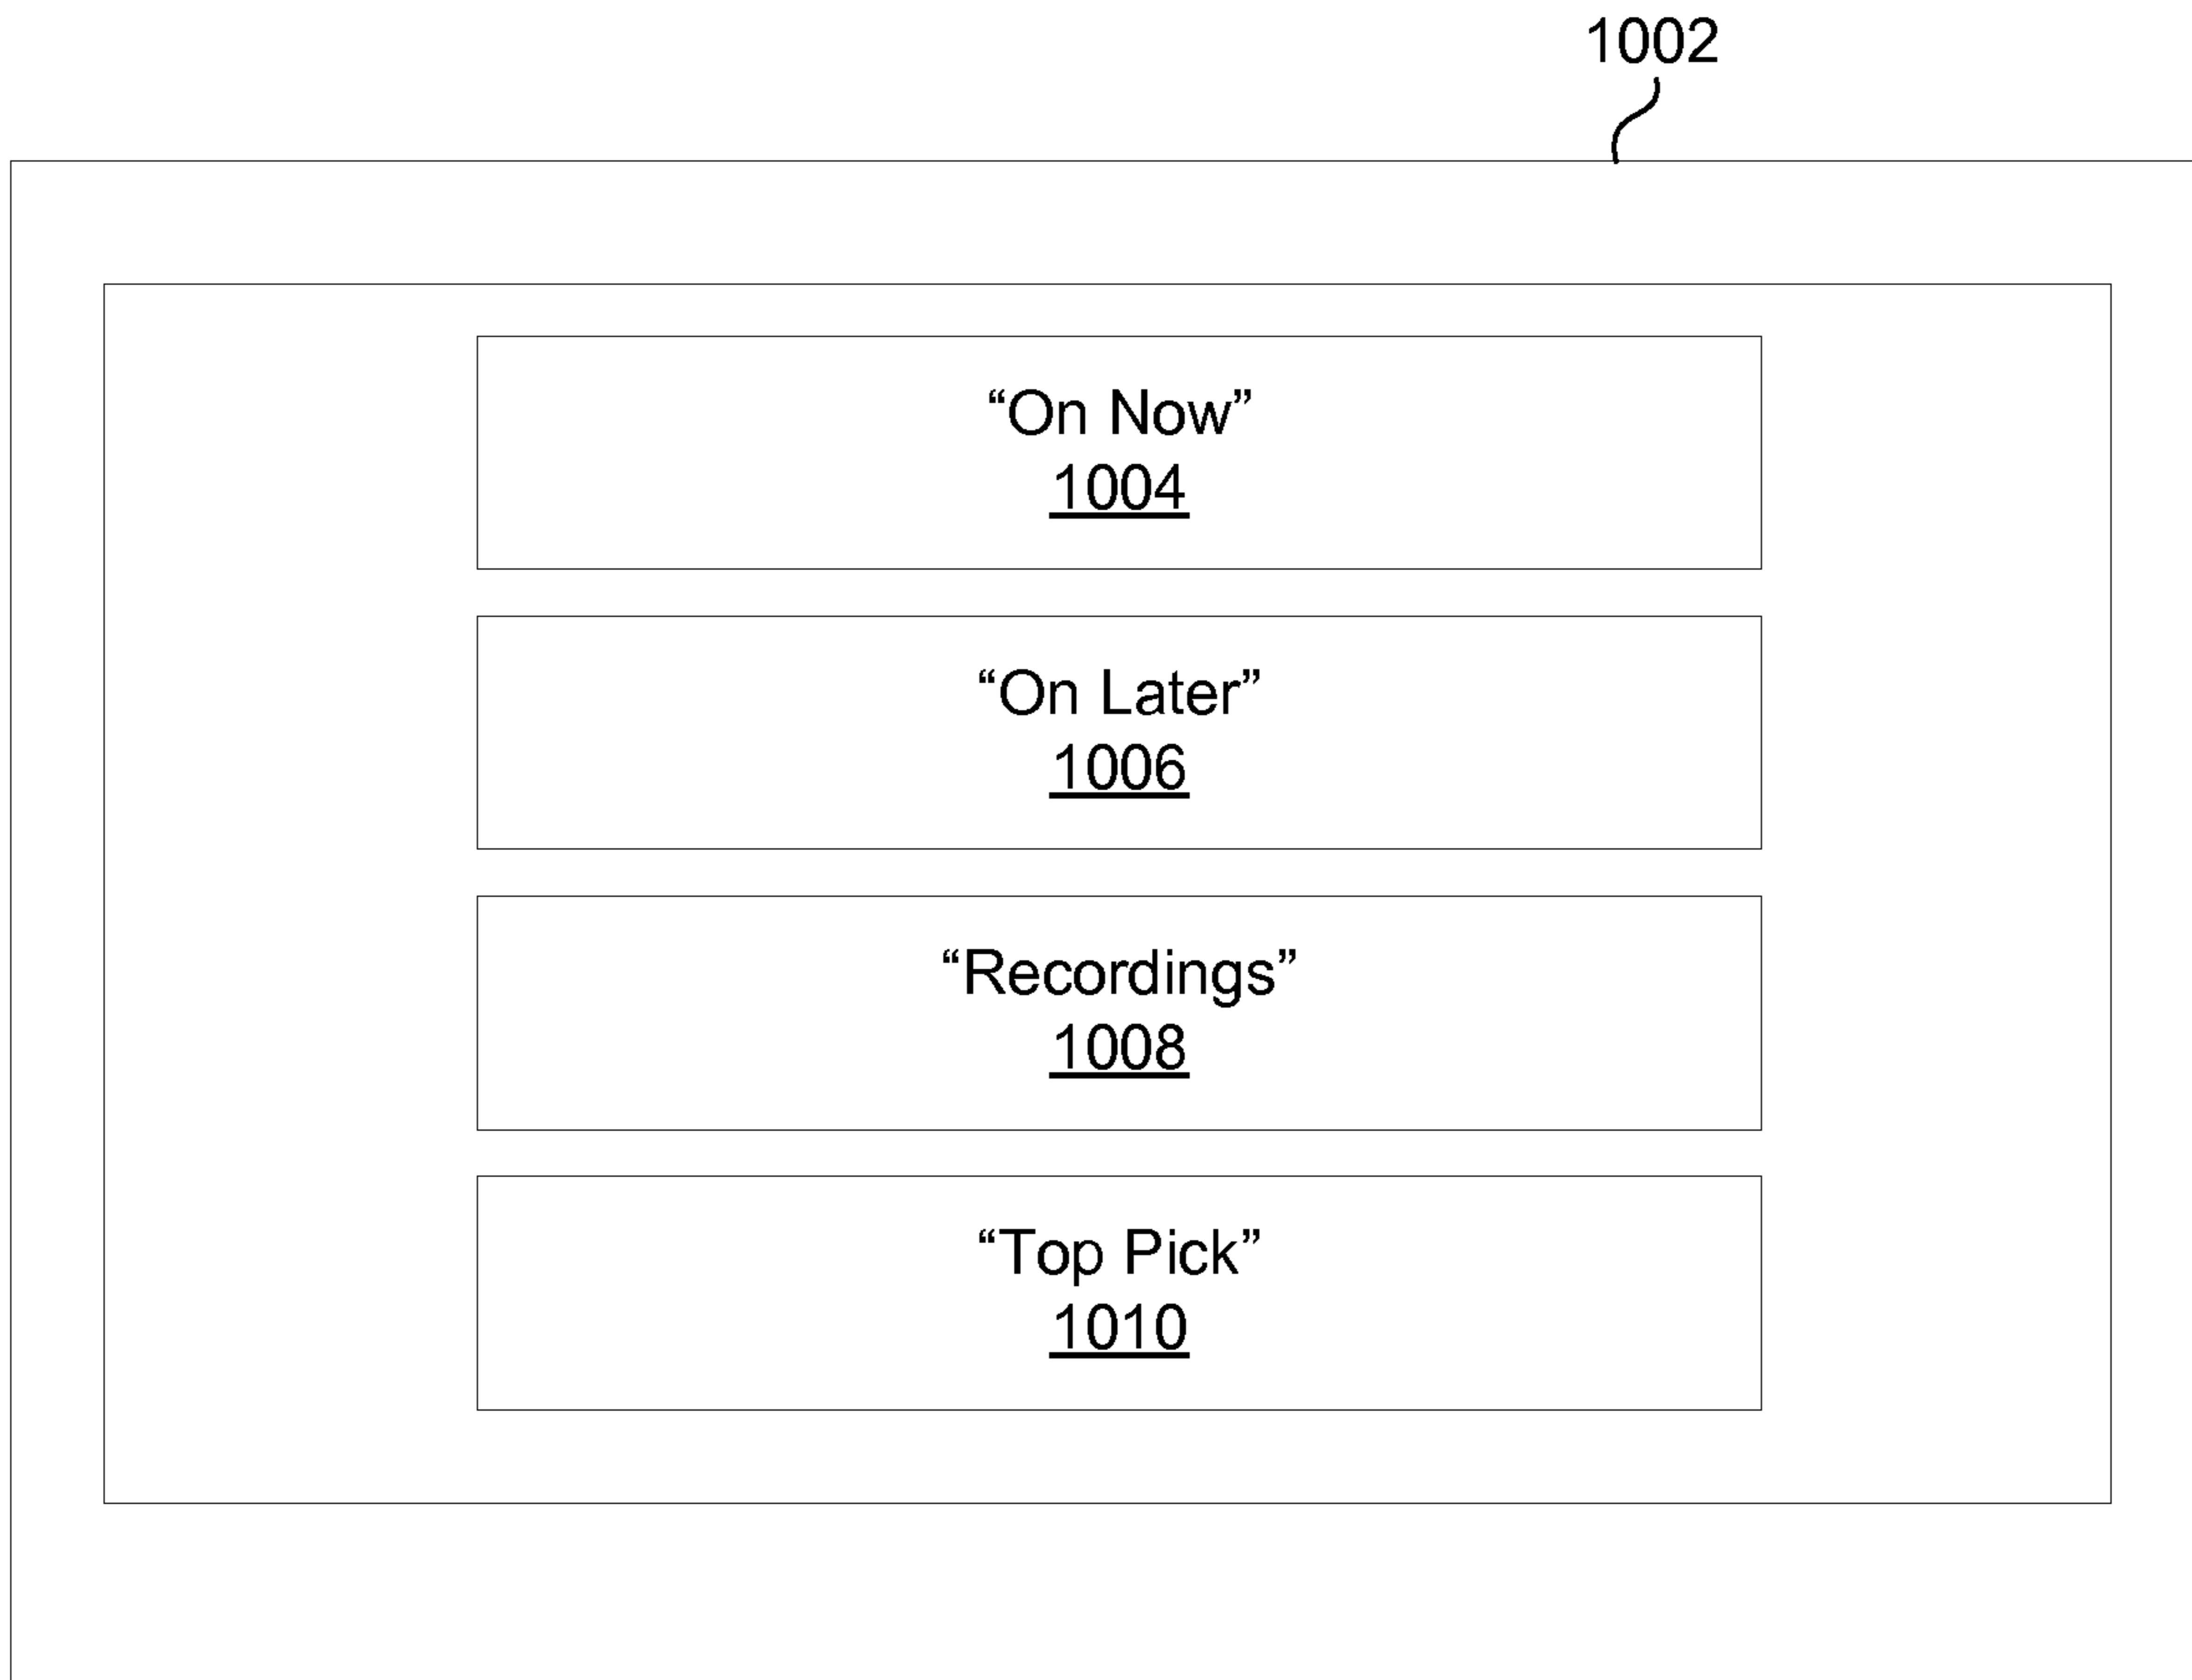 1002
“On Now”
1004
“On Later”
1006
“Recordings”
1008
“Top Pick”
1010